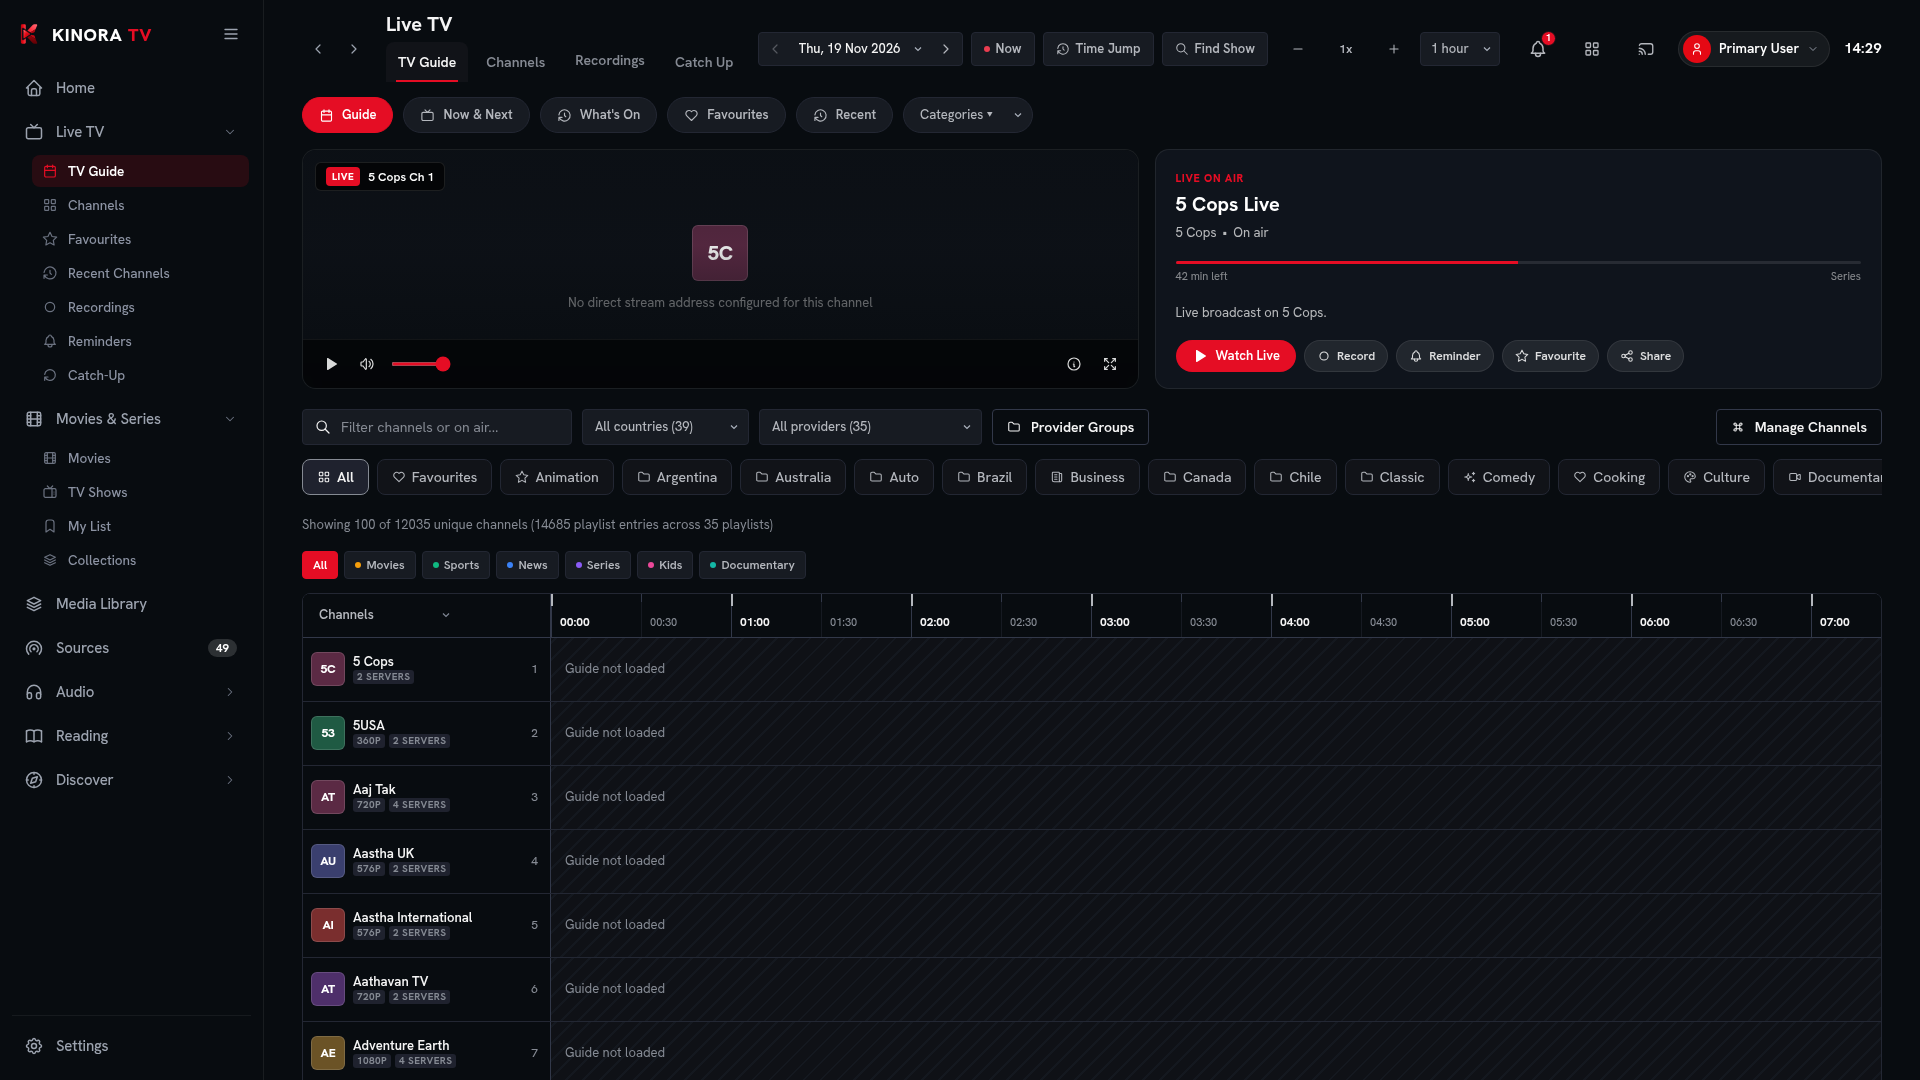 KINORA TV
Home
Live TV
TV Guide
Channels
Favourites
Recent Channels
Recordings
Reminders
Catch-Up
Movies & Series
Movies
TV Shows
My List
Collections
Media Library
Sources 49
Audio
Reading
Discover
Settings
Live TV
TV Guide Channels Recordings Catch Up
Thu, 19 Nov 2026 Now Time Jump Find Show 1x 1 hour 1 Primary User 14:29
Guide Now & Next What's On Favourites Recent Categories
LIVE 5 Cops Ch 1
5C
No direct stream address configured for this channel
LIVE ON AIR
5 Cops Live
5 Cops • On air
42 min left Series
Live broadcast on 5 Cops.
Watch Live Record Reminder Favourite Share
Filter channels or on air... All countries (39) All providers (35) Provider Groups Manage Channels
All Favourites Animation Argentina Australia Auto Brazil Business Canada Chile Classic Comedy Cooking Culture Documentar
Showing 100 of 12035 unique channels (14685 playlist entries across 35 playlists)
All Movies Sports News Series Kids Documentary
Channels 00:00 00:30 01:00 01:30 02:00 02:30 03:00 03:30 04:00 04:30 05:00 05:30 06:00 06:30 07:00
5C 5 Cops 1 Guide not loaded
2 SERVERS
53 5USA 2 Guide not loaded
360P 2 SERVERS
AT Aaj Tak 3 Guide not loaded
720P 4 SERVERS
AU Aastha UK 4 Guide not loaded
576P 2 SERVERS
AI Aastha International 5 Guide not loaded
576P 2 SERVERS
AT Aathavan TV 6 Guide not loaded
720P 2 SERVERS
AE Adventure Earth 7 Guide not loaded
1080P 4 SERVERS